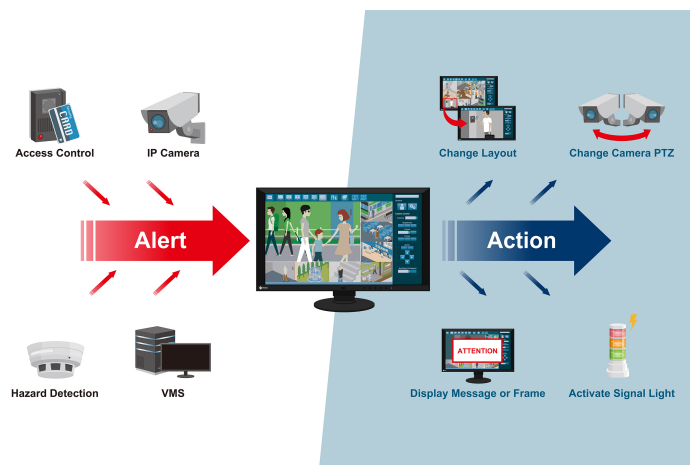 CARD
Access Control
IP Camera
Change Layout
Change Camera PTZ
Alert
Action
ATTENTION
Hazard Detection
VMS
Display Message or Frame
Activate Signal Light